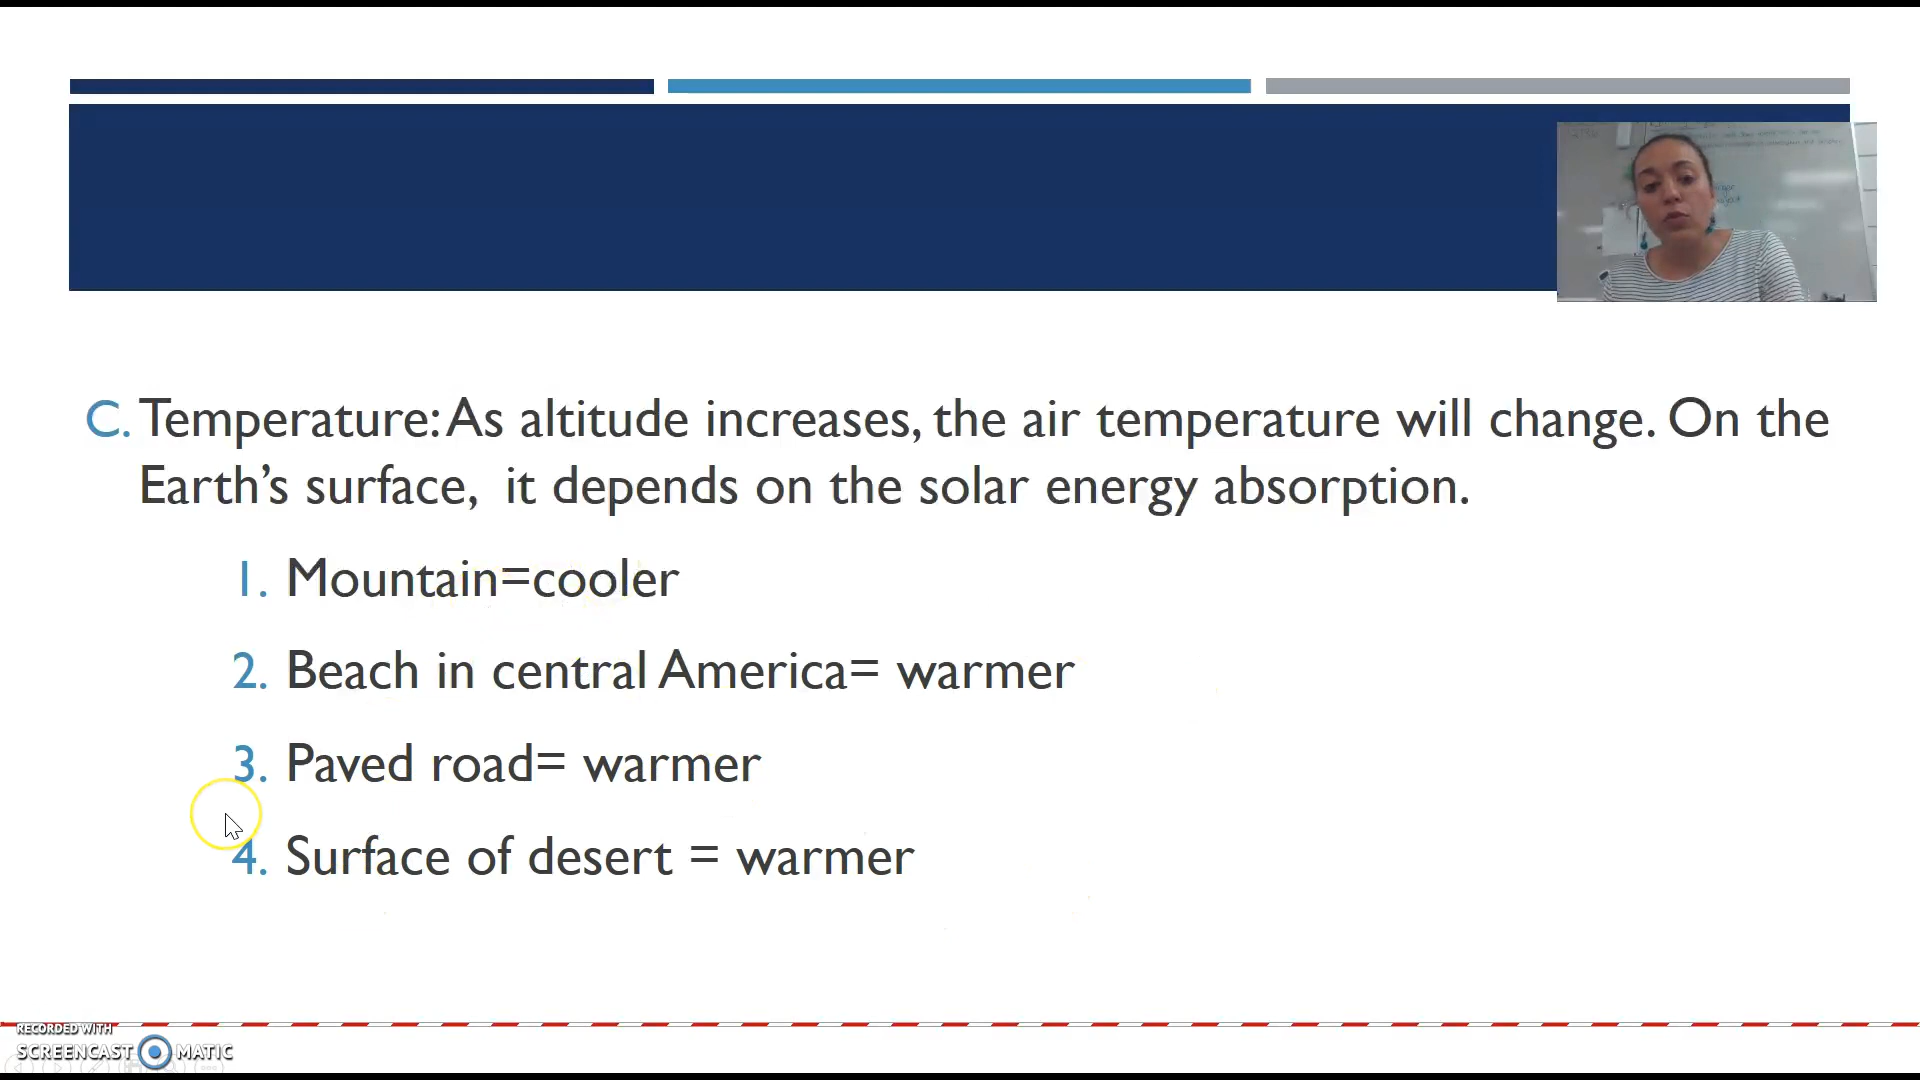 C. Temperature: As altitude increases, the air temperature will change. On the
Earth’s surface, it depends on the solar energy absorption.
1. Mountain=cooler
2. Beach in central America= warmer
3. Paved road= warmer
4. Surface of desert = warmer
RECORDED WITH
SCREENCAST MATIC